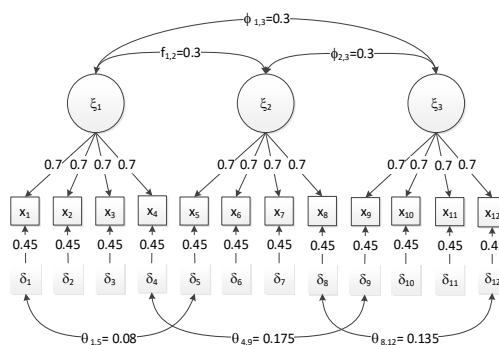 ϕ1,3=0.3
f1,2=0.3 ϕ2,3=0.3
ξ1 ξ2 ξ3
0.7 0.7 0.7 0.7 0.7 0.7 0.7 0.7 0.7 0.7 0.7 0.7
x1 x2 x3 x4 x5 x6 x7 x8 x9 x10 x11 x12
0.45 0.45 0.45 0.45 0.45 0.45 0.45 0.45 0.45 0.45 0.45 0.45
δ1 δ2 δ3 δ4 δ5 δ6 δ7 δ8 δ9 δ10 δ11 δ12
θ1,5= 0.08 θ4,9= 0.175 θ8,12= 0.135